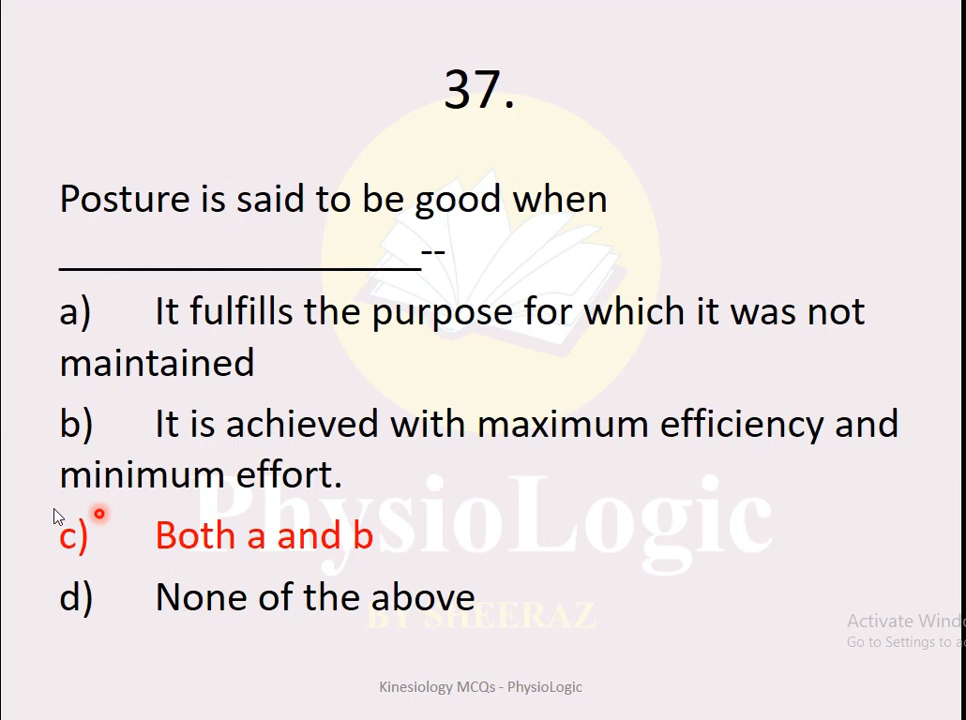 37.
Posture is said to be good when
__________________--
a) It fulfills the purpose for which it was not
maintained
b) It is achieved with maximum efficiency and
minimum effort.
c) Both a and b
d) None of the above
PhysioLogic
BY SHEERAZ
Activate Wind
Go to Settings to a
Kinesiology MCQs - PhysioLogic